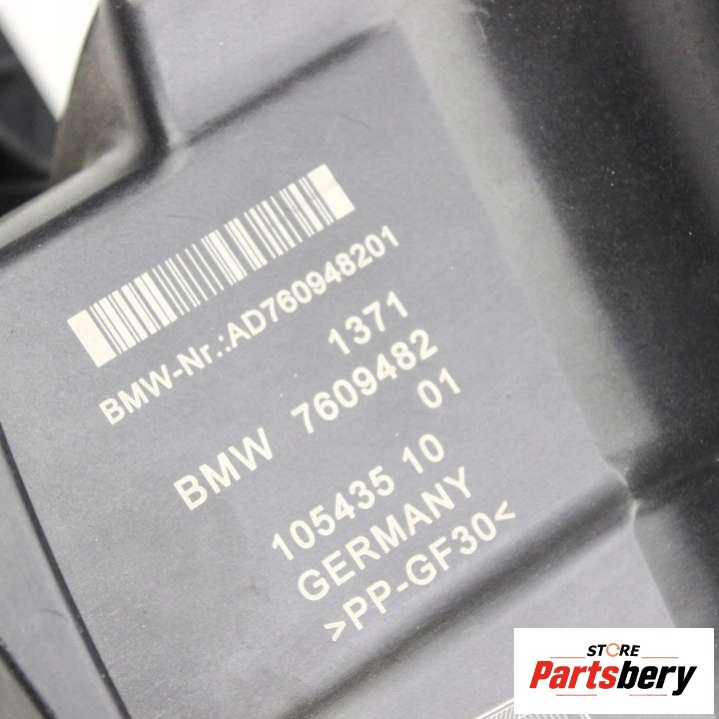 BMW-Nr.:AD760948201
1371
BMW 7609482
01
105435 10
GERMANY
>PP-GF30<
STORE
Partsbery